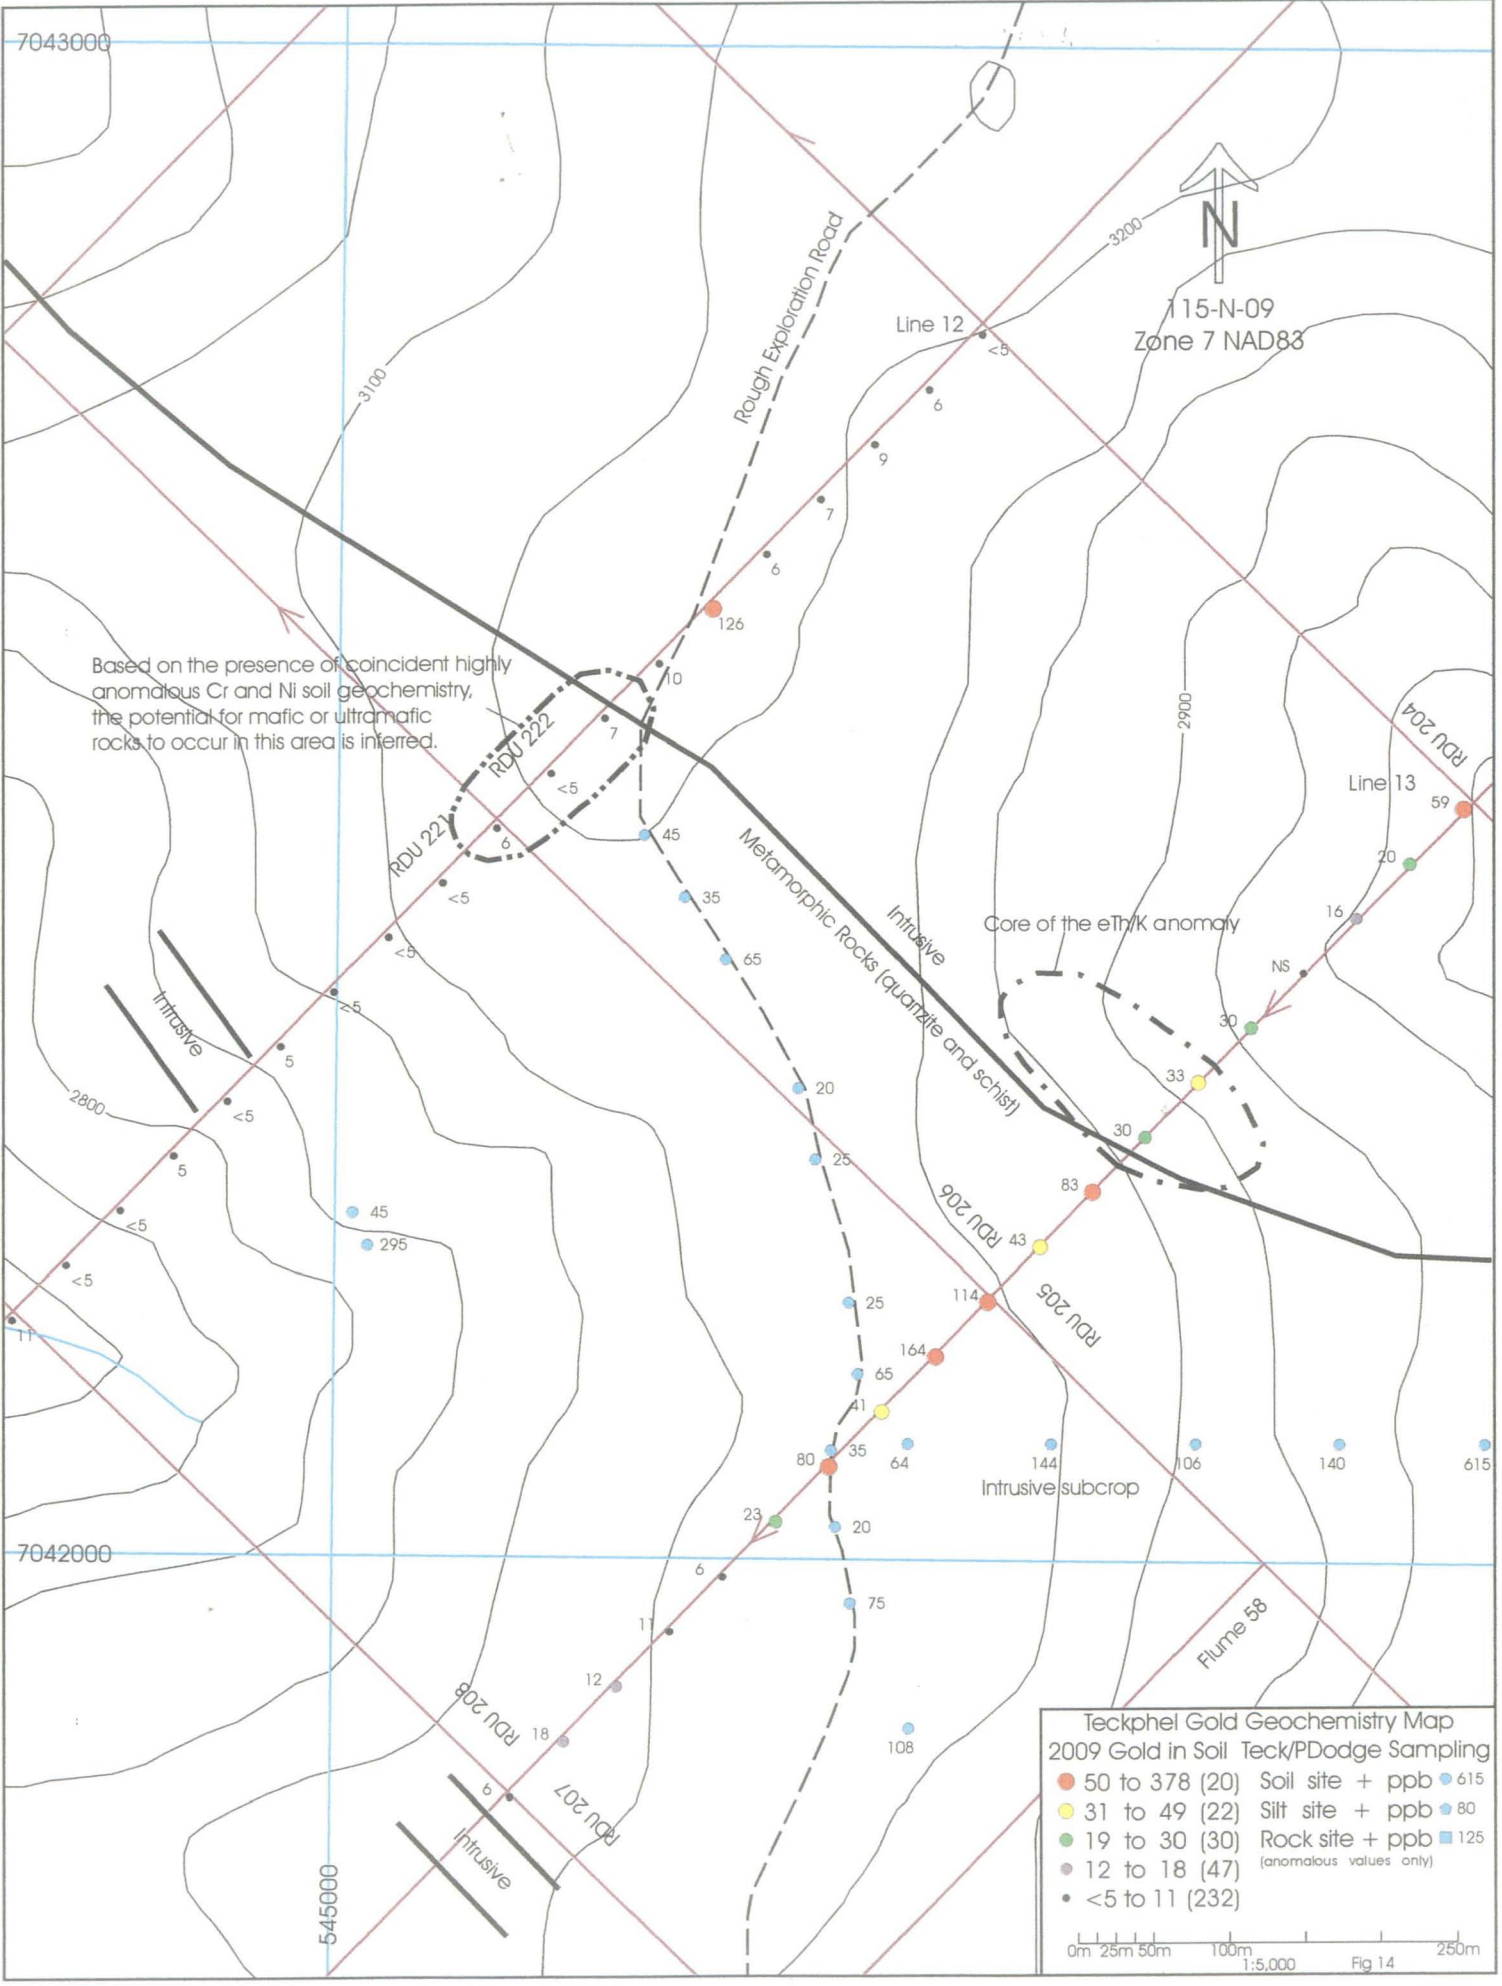 7043000
3200
N
115-N-09
Zone 7 NAD83
Rough Exploration Road
Line 12
<5
6
9
7
6
126
10
7
<5
6
<5
<5
<5
5
<5
5
<5
<5
11
3100
Based on the presence of coincident highly
anomalous Cr and Ni soil geochemistry,
the potential for mafic or ultramafic
rocks to occur in this area is inferred.
RDU 222
RDU 221
2900
RDU 204
Line 13
59
20
16
NS
30
33
30
83
43
114
164
41
80
23
6
11
12
18
9
45
35
65
20
25
25
65
35
20
75
108
Metamorphic Rocks (quartzite and schist)
Intrusive
Core of the eTh/K anomaly
Intrusive
2800
45
295
RDU 206
RDU 205
64
144
106
140
615
Intrusive subcrop
7042000
Flume 58
RDU 208
RDU 207
Intrusive
545000
Teckphel Gold Geochemistry Map
2009 Gold in Soil Teck/PDodge Sampling
50 to 378 (20) Soil site + ppb 615
31 to 49 (22) Silt site + ppb 80
19 to 30 (30) Rock site + ppb 125
12 to 18 (47) (anomalous values only)
<5 to 11 (232)
0m 25m 50m 100m 250m
1:5,000 Fig 14